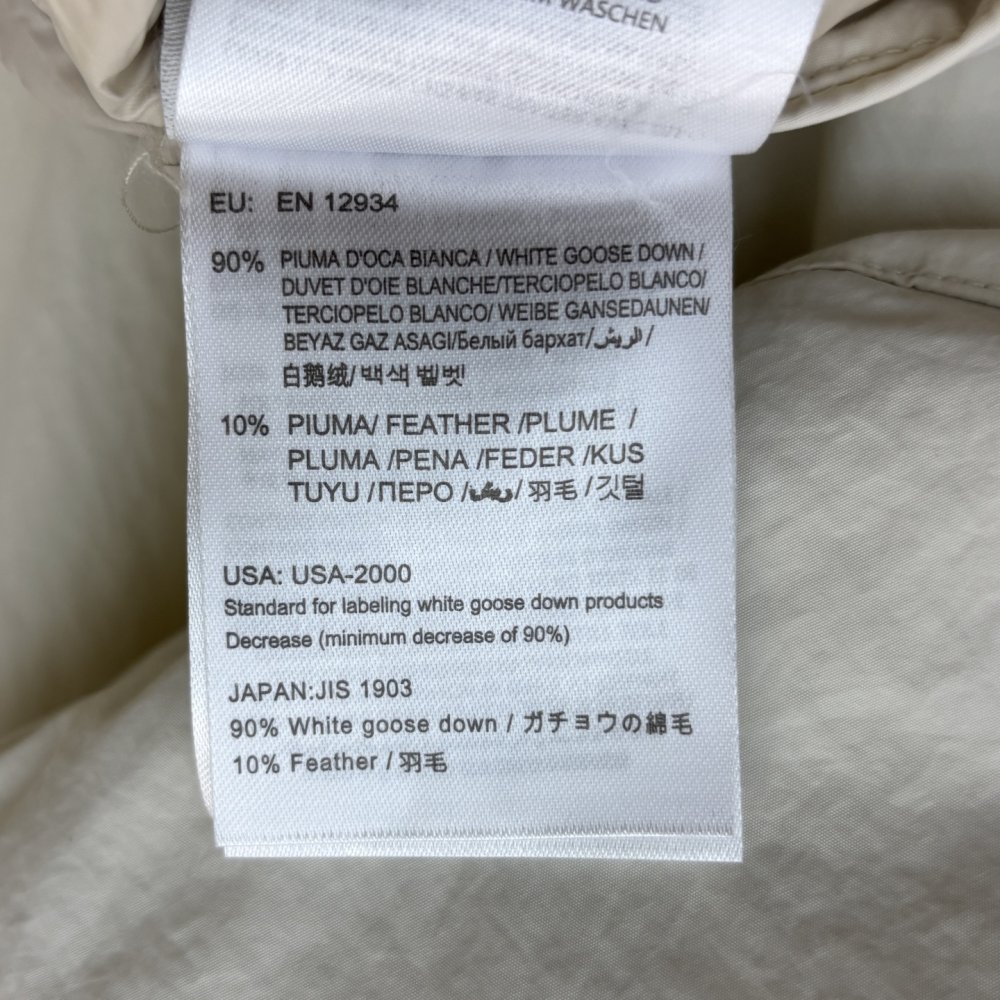 WASCHEN
EU: EN 12934
90% PIUMA D'OCA BIANCA / WHITE GOOSE DOWN /
DUVET D'OIE BLANCHE/TERCIOPELO BLANCO/
TERCIOPELO BLANCO/ WEIBE GANSEDAUNEN/
BEYAZ GAZ ASAGI/Белый бархат/الريش/
白鹅绒/ 백색 벨벳
10% PIUMA/ FEATHER /PLUME /
PLUMA /PENA /FEDER /KUS
TUYU /ПЕРО / / 羽毛 /깃털
USA: USA-2000
Standard for labeling white goose down products
Decrease (minimum decrease of 90%)
JAPAN:JIS 1903
90% White goose down / ガチョウの綿毛
10% Feather / 羽毛